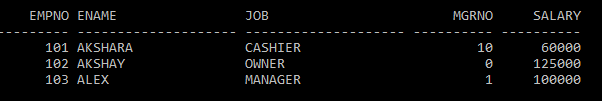 EMPNO ENAME JOB MGRNO SALARY
---------- -------------------- -------------------- ---------- ----------
101 AKSHARA CASHIER 10 60000
102 AKSHAY OWNER 0 125000
103 ALEX MANAGER 1 100000